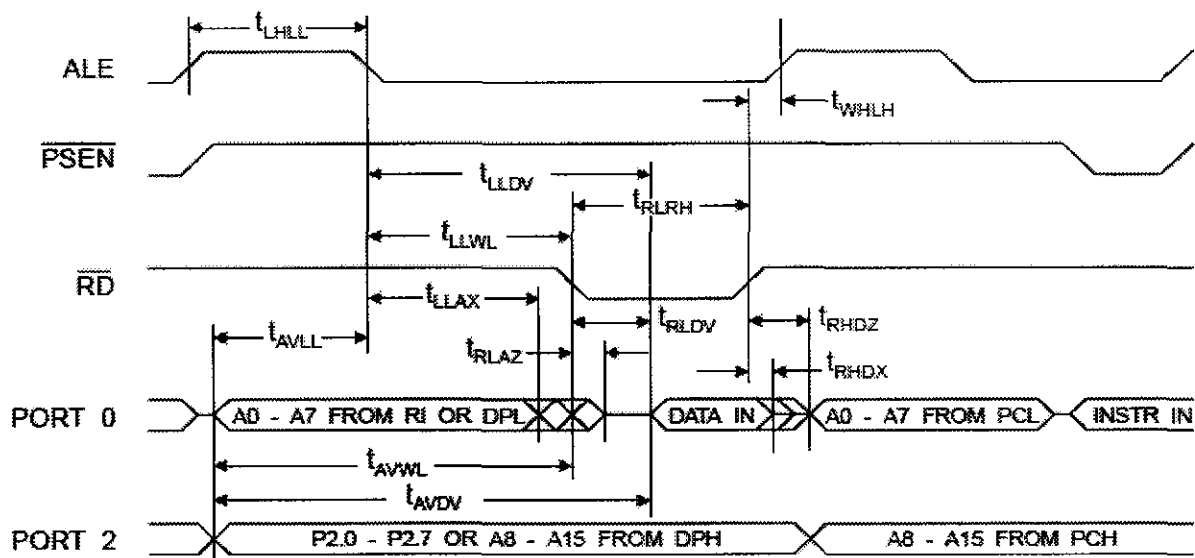 tLHLL
ALE
tWHLH
PSEN
tLLDV
tRLRH
tLLWL
RD
tLLAX
tRLDV
tRHDZ
tAVLL
tRLAZ
tRHDX
PORT 0
A0 - A7 FROM RI OR DPL
DATA IN
A0 - A7 FROM PCL
INSTR IN
tAVWL
tAVDV
PORT 2
P2.0 - P2.7 OR A8 - A15 FROM DPH
A8 - A15 FROM PCH